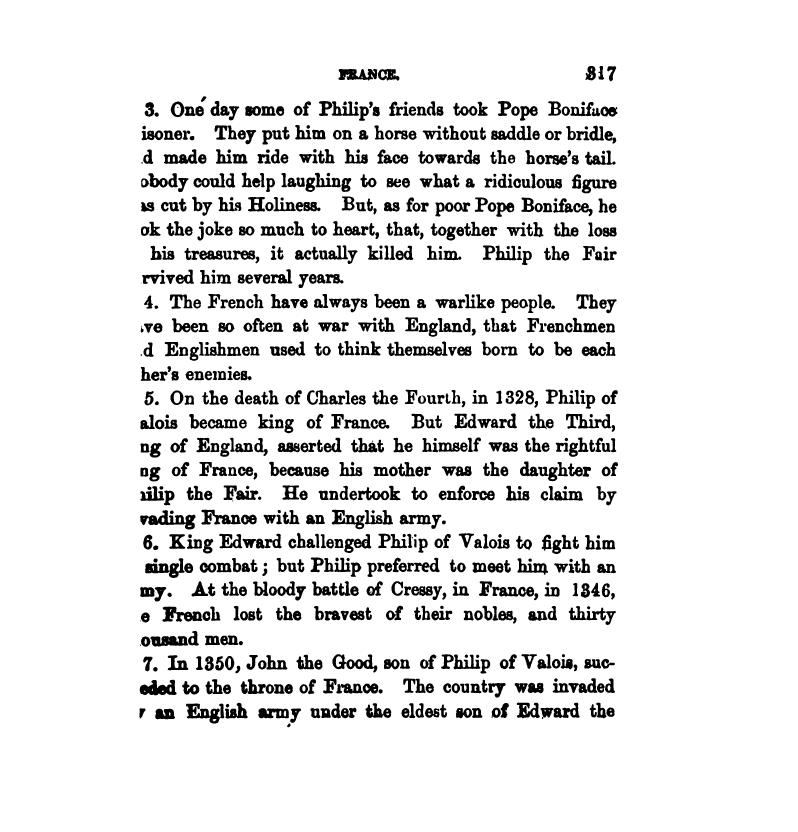 FRANCE. 317
3. One day some of Philip's friends took Pope Boniface
isoner. They put him on a horse without saddle or bridle,
d made him ride with his face towards the horse's tail.
obody could help laughing to see what a ridiculous figure
as cut by his Holiness. But, as for poor Pope Boniface, he
ok the joke so much to heart, that, together with the loss
his treasures, it actually killed him. Philip the Fair
rvived him several years.
4. The French have always been a warlike people. They
ve been so often at war with England, that Frenchmen
d Englishmen used to think themselves born to be each
her's enemies.
5. On the death of Charles the Fourth, in 1328, Philip of
alois became king of France. But Edward the Third,
ng of England, asserted that he himself was the rightful
ng of France, because his mother was the daughter of
ilip the Fair. He undertook to enforce his claim by
vading France with an English army.
6. King Edward challenged Philip of Valois to fight him
single combat; but Philip preferred to meet him with an
my. At the bloody battle of Cressy, in France, in 1346,
e French lost the bravest of their nobles, and thirty
ousand men.
7. In 1350, John the Good, son of Philip of Valois, suc-
eded to the throne of France. The country was invaded
r an English army under the eldest son of Edward the